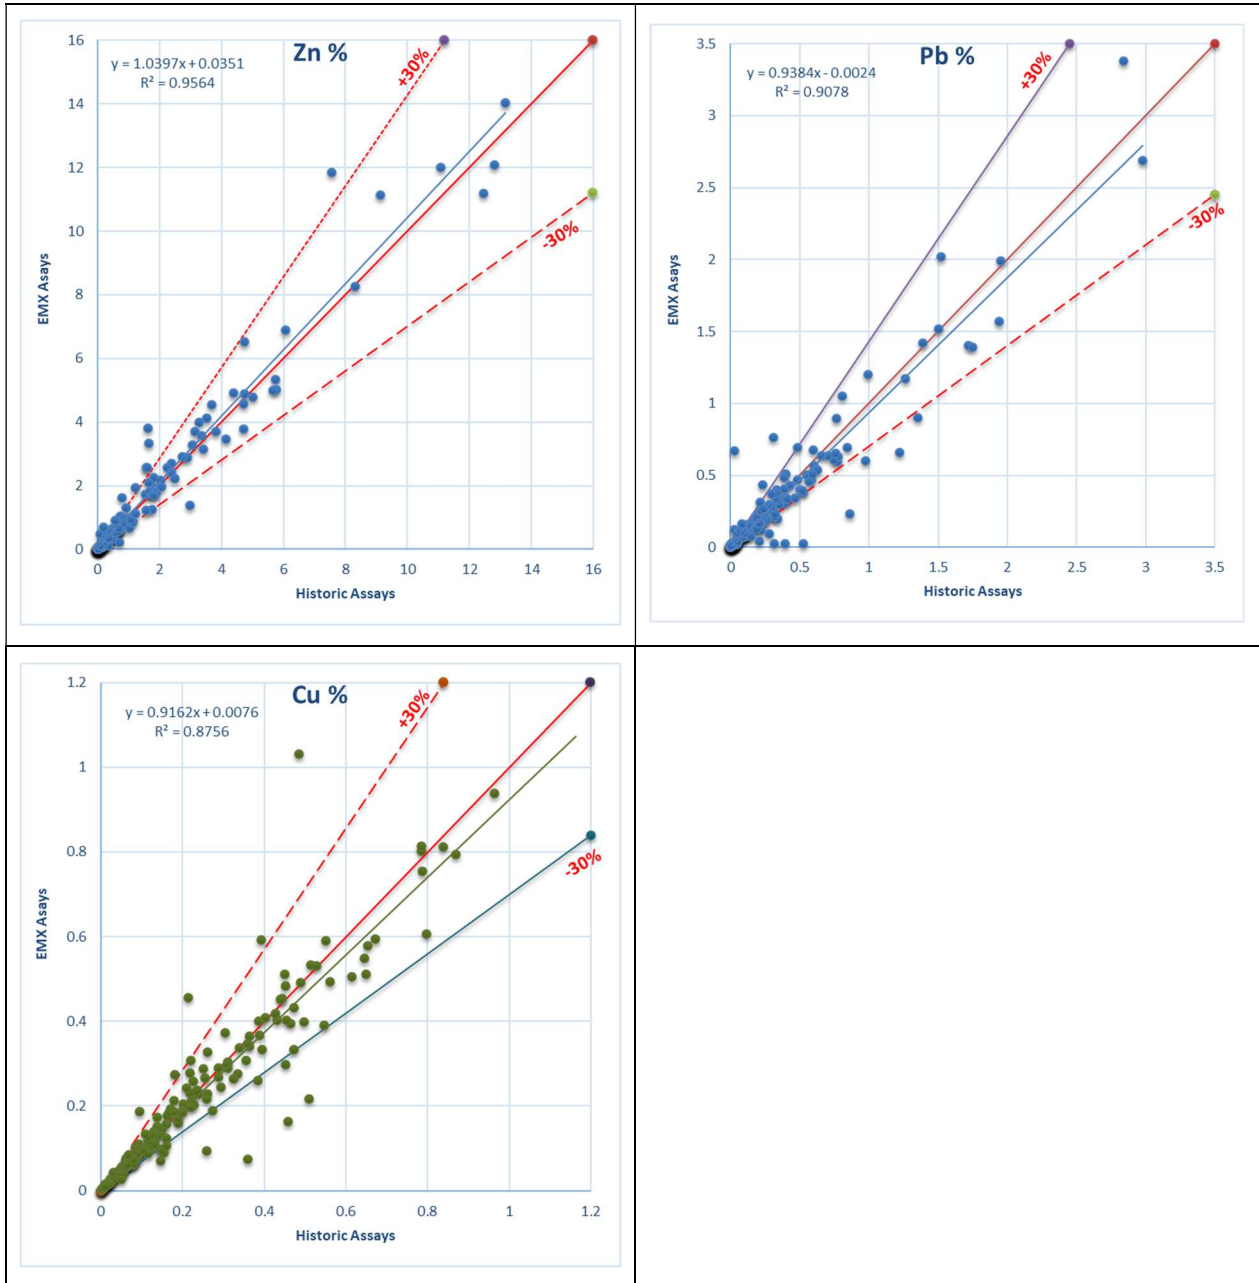 Zn %
y = 1.0397x + 0.0351
R² = 0.9564
+30%
-30%
16
14
12
10
8
6
4
2
0
0 2 4 6 8 10 12 14 16
EMX Asays
Historic Assays
Pb %
y = 0.9384x - 0.0024
R² = 0.9078
+30%
-30%
3.5
3
2.5
2
1.5
1
0.5
0
0 0.5 1 1.5 2 2.5 3 3.5
EMX Assays
Historic Assays
Cu %
y = 0.9162x + 0.0076
R² = 0.8756
+30%
-30%
1.2
1
0.8
0.6
0.4
0.2
0
0 0.2 0.4 0.6 0.8 1 1.2
EMX Asays
Historic Assays